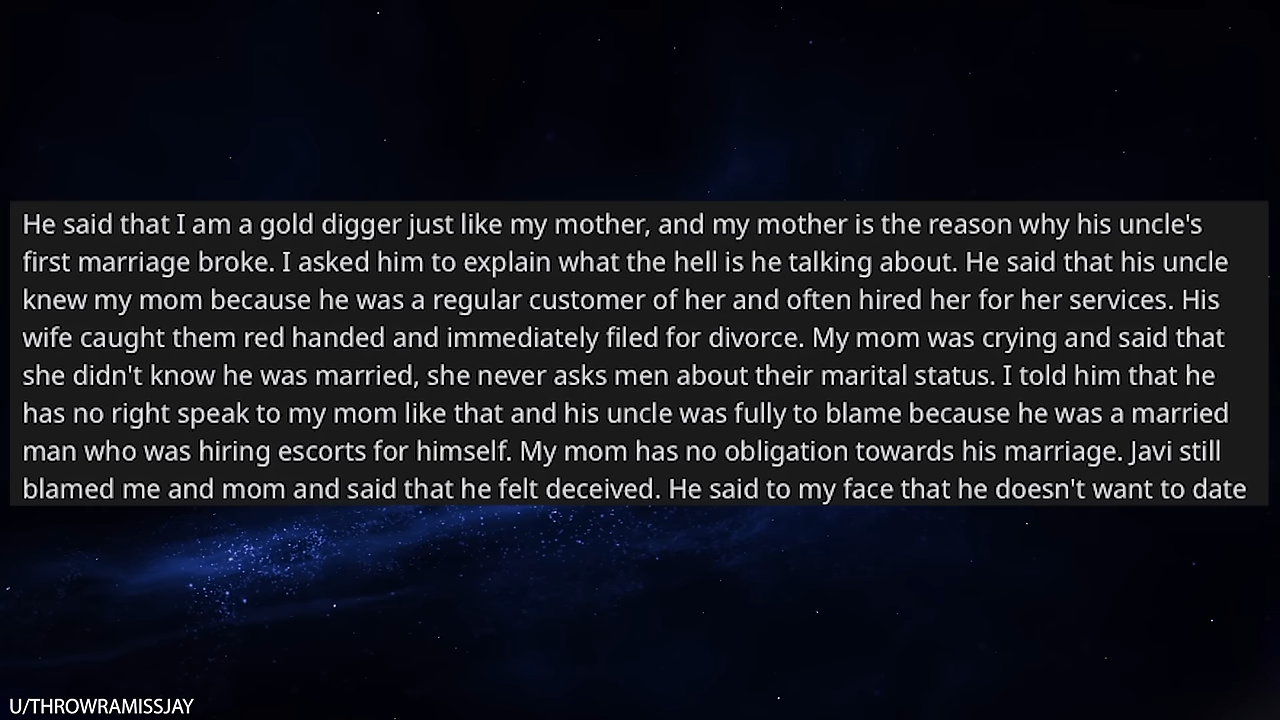 He said that I am a gold digger just like my mother, and my mother is the reason why his uncle's
first marriage broke. I asked him to explain what the hell is he talking about. He said that his uncle
knew my mom because he was a regular customer of her and often hired her for her services. His
wife caught them red handed and immediately filed for divorce. My mom was crying and said that
she didn't know he was married, she never asks men about their marital status. I told him that he
has no right speak to my mom like that and his uncle was fully to blame because he was a married
man who was hiring escorts for himself. My mom has no obligation towards his marriage. Javi still
blamed me and mom and said that he felt deceived. He said to my face that he doesn't want to date
U/THROWRAMISSJAY